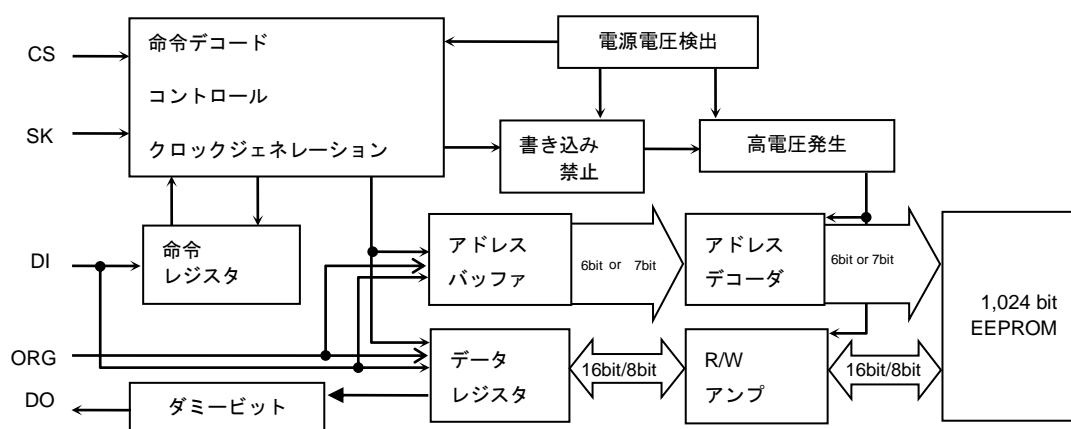 CS
SK
DI
ORG
DO
命令デコード
コントロール
クロックジェネレーション
電源電圧検出
書き込み
禁止
高電圧発生
命令
レジスタ
アドレス
バッファ
6bit or 7bit
アドレス
デコーダ
6bit or 7bit
1,024 bit
EEPROM
データ
レジスタ
16bit/8bit
R/W
アンプ
16bit/8bit
ダミービット